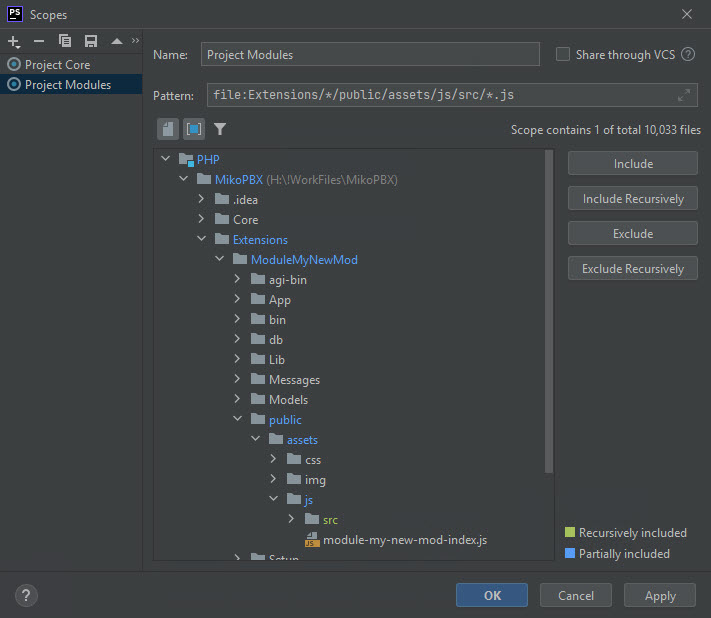 PS Scopes
Project Core
Project Modules
Name: Project Modules Share through VCS ?
Pattern: file:Extensions/*/public/assets/js/src/*.js
Scope contains 1 of total 10,033 files
PHP
MikoPBX (H:\!WorkFiles\MikoPBX)
.idea
Core
Extensions
ModuleMyNewMod
agi-bin
App
bin
db
Lib
Messages
Models
public
assets
css
img
js
src
JS module-my-new-mod-index.js
Setup
Include
Include Recursively
Exclude
Exclude Recursively
Recursively included
Partially included
? OK Cancel Apply